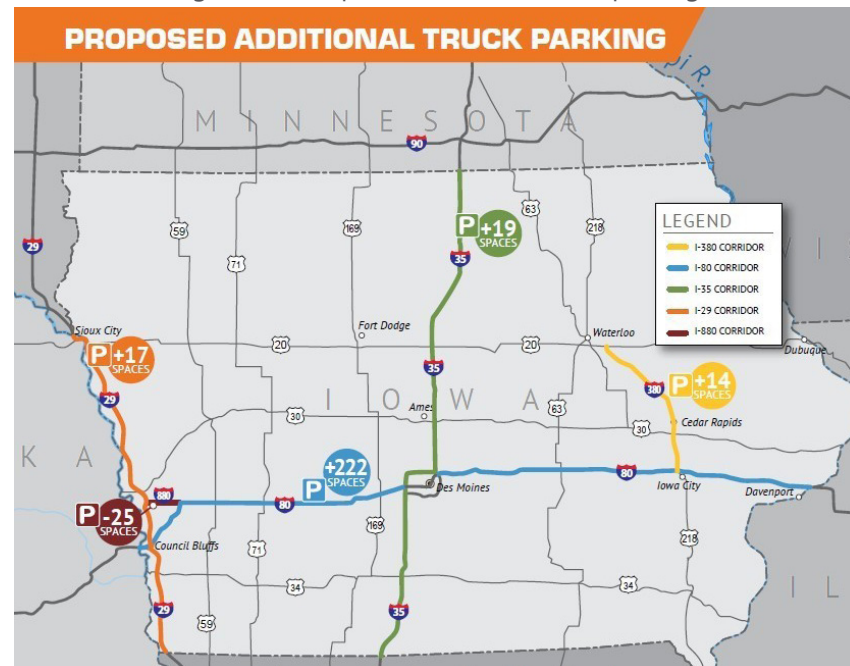 PROPOSED ADDITIONAL TRUCK PARKING
pi R.
MINNESOTA
90
29
59
71
169
63
218
P +19
SPACES
35
LEGEND
I-380 CORRIDOR
I-80 CORRIDOR
I-35 CORRIDOR
I-29 CORRIDOR
I-880 CORRIDOR
WI
Sioux City
Fort Dodge
Waterloo
Dubuque
20
20
P +17
SPACES
29
35
380
P +14
SPACES
IOWA
Ames
30
63
30
Cedar Rapids
KA
+222
P SPACES
880
80
Des Moines
80
Iowa City
Davenport
P -25
SPACES
Council Bluffs
71
169
218
34
34
29
59
35
IL